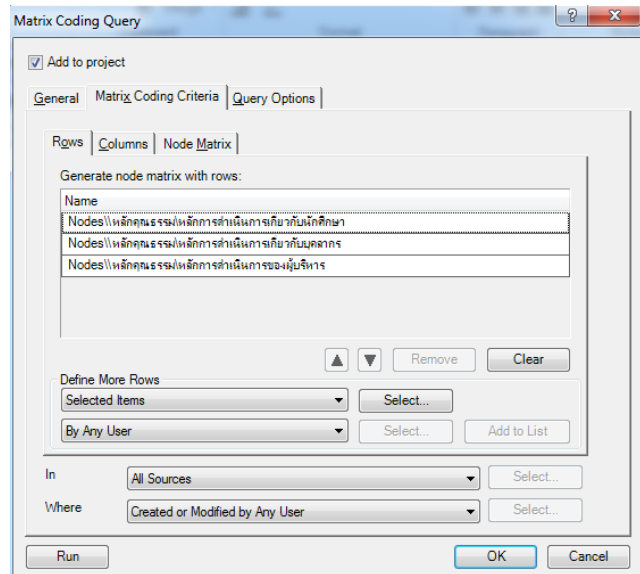 Matrix Coding Query
Add to project
General
Matrix Coding Criteria
Query Options
Rows
Columns
Node Matrix
Generate node matrix with rows:
Name
Nodes\\หลักคุณธรรม\หลักการดำเนินการเกี่ยวกับนักศึกษา
Nodes\\หลักคุณธรรม\หลักการดำเนินการเกี่ยวกับบุคลากร
Nodes\\หลักคุณธรรม\หลักการดำเนินการของผู้บริหาร
Remove
Clear
Define More Rows
Selected Items
Select...
By Any User
Select...
Add to List
In
All Sources
Select...
Where
Created or Modified by Any User
Select...
Run
OK
Cancel